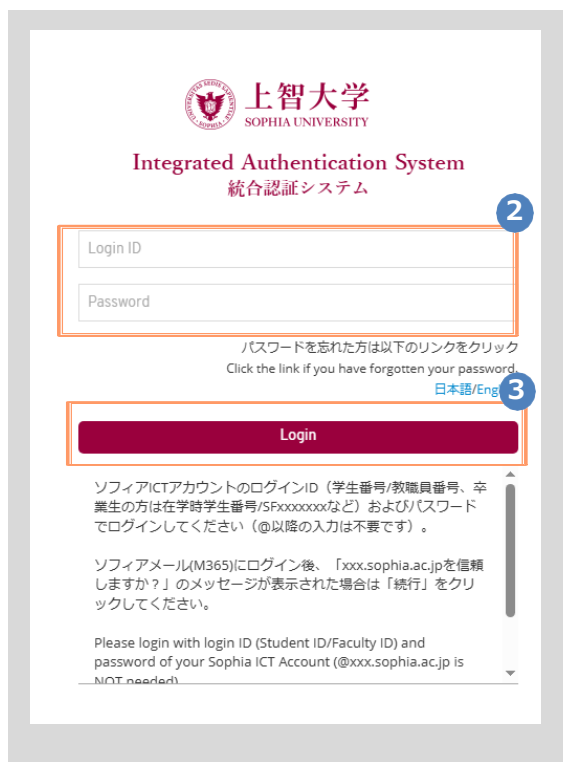 上智大学
SOPHIA UNIVERSITY
Integrated Authentication System
統合認証システム
2
Login ID
Password
パスワードを忘れた方は以下のリンクをクリック
Click the link if you have forgotten your password.
日本語/Eng
3
Login
ソフィアICTアカウントのログインID（学生番号/教職員番号、卒
業生の方は在学時学生番号/SFxxxxxxxなど）およびパスワード
でログインしてください（@以降の入力は不要です）。
ソフィアメール(M365)にログイン後、「xxx.sophia.ac.jpを信頼
しますか？」のメッセージが表示された場合は「続行」をクリ
ックしてください。
Please login with login ID (Student ID/Faculty ID) and
password of your Sophia ICT Account (@xxx.sophia.ac.jp is
NOT needed)